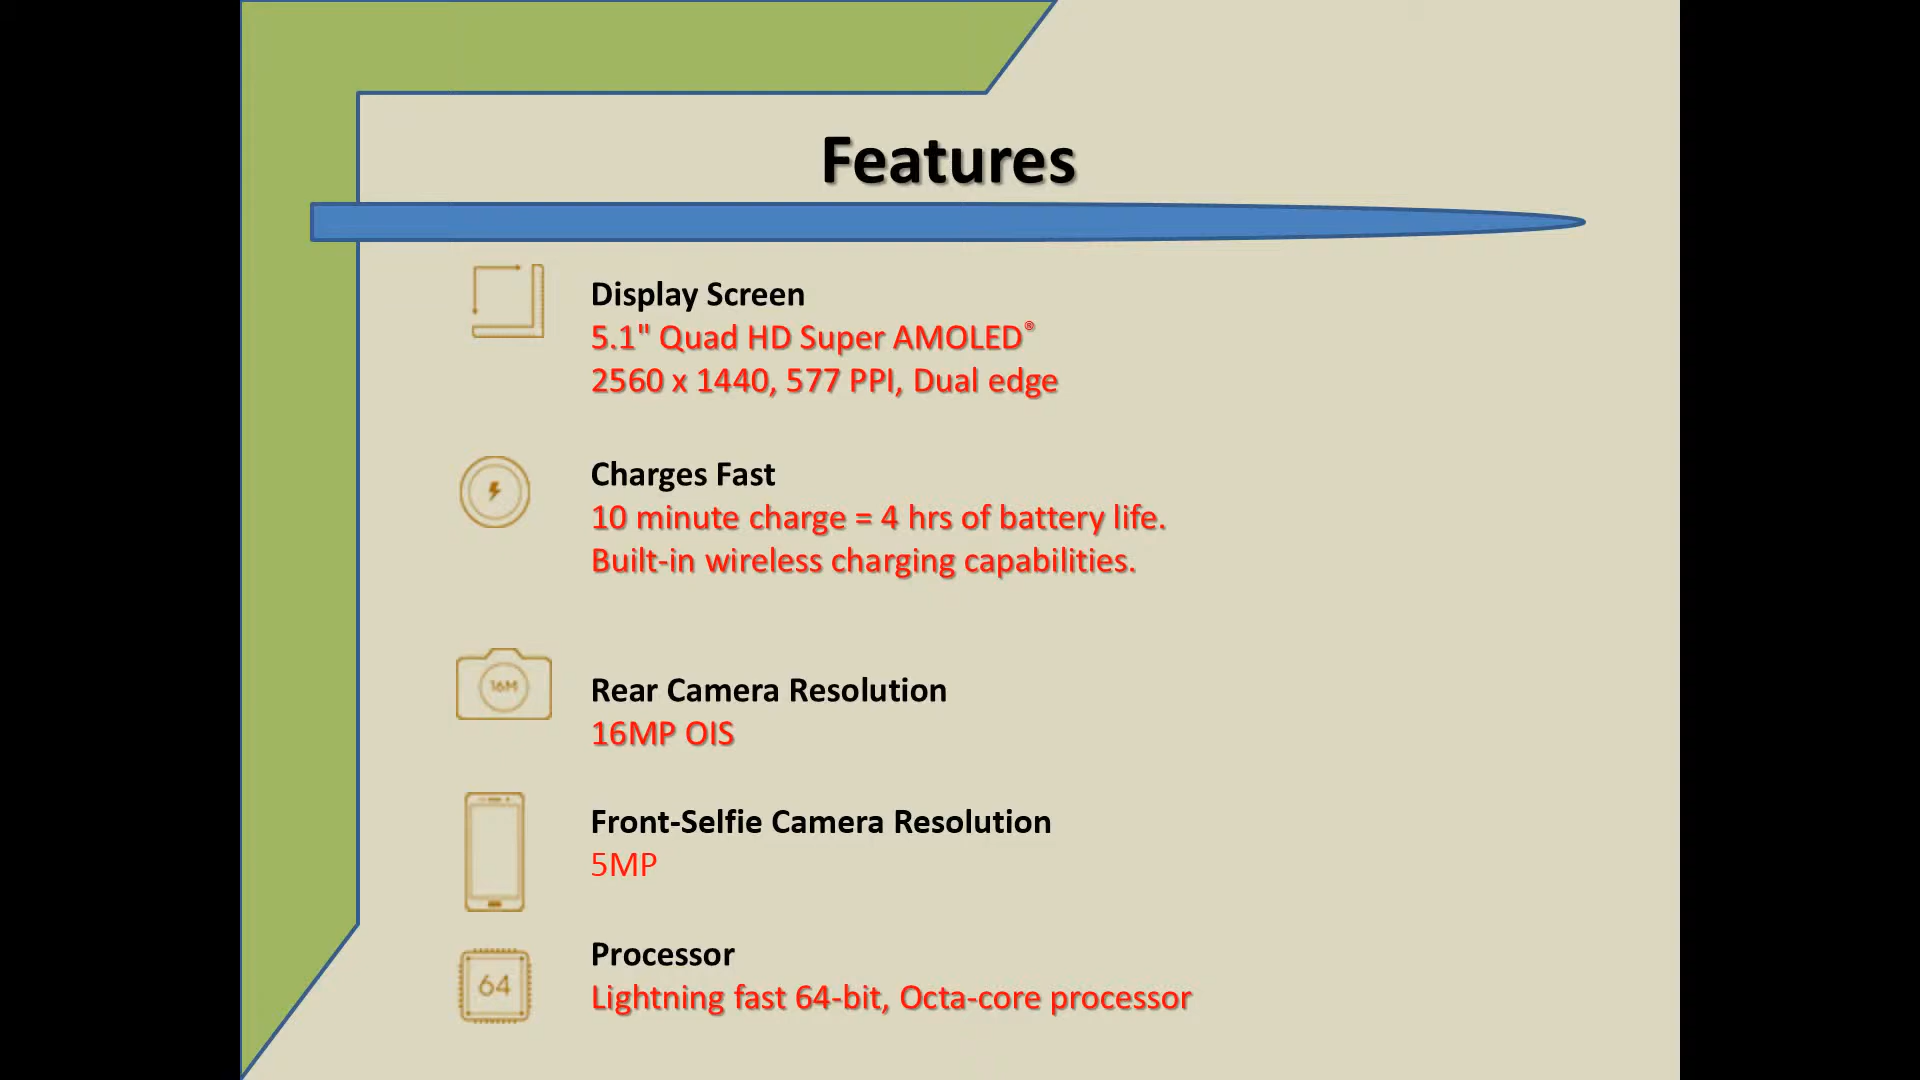 Features
Display Screen
5.1" Quad HD Super AMOLED®
2560 x 1440, 577 PPI, Dual edge
Charges Fast
10 minute charge = 4 hrs of battery life.
Built-in wireless charging capabilities.
16M
Rear Camera Resolution
16MP OIS
Front-Selfie Camera Resolution
5MP
Processor
64
Lightning fast 64-bit, Octa-core processor